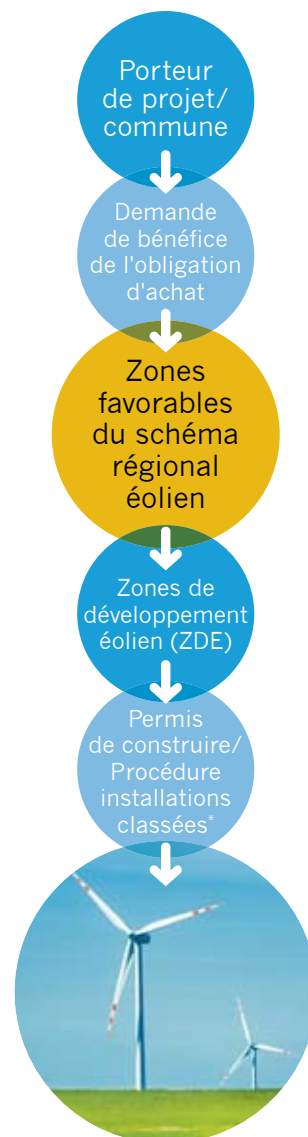 Porteur
de projet/
commune
Demande
de bénéfice
de l'obligation
d'achat
Zones
favorables
du schéma
régional
éolien
Zones de
développement
éolien (ZDE)
Permis
de construire/
Procédure
installations
classées*